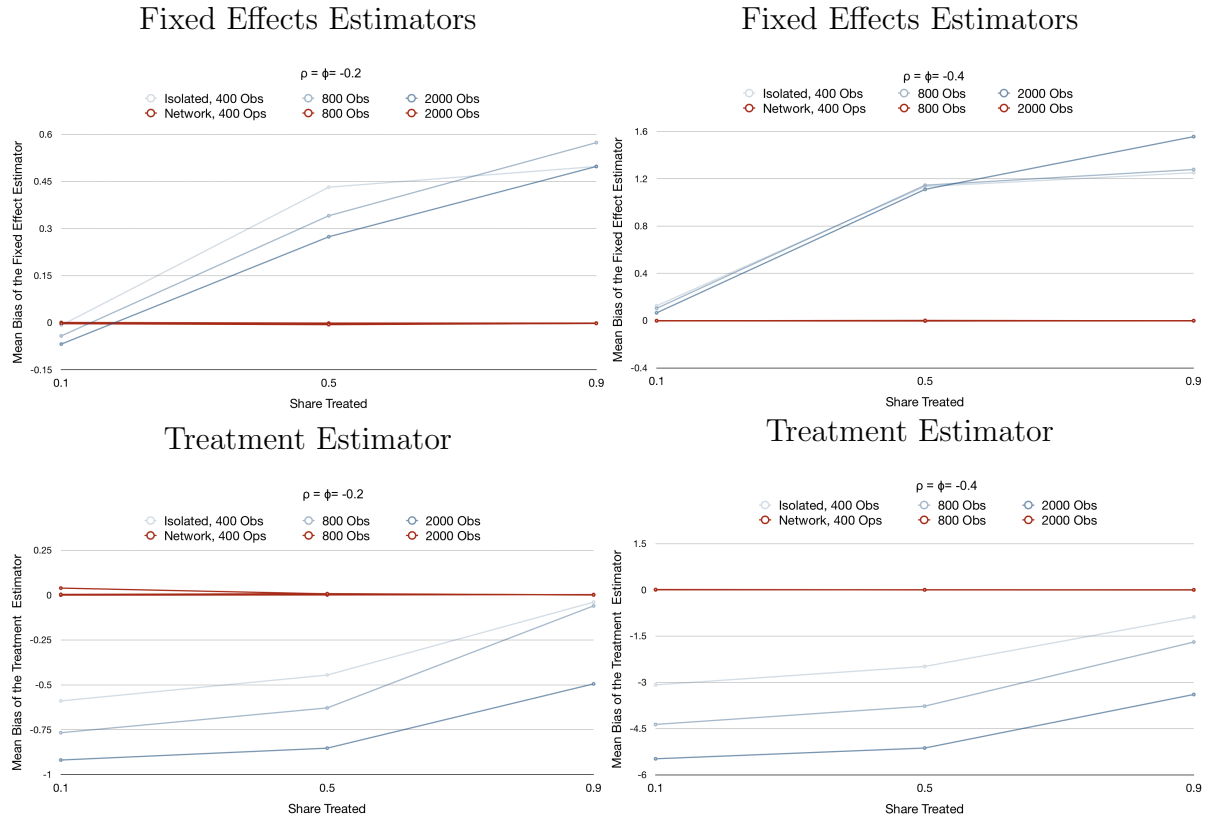 Fixed Effects Estimators
ρ = ϕ= -0.2
Isolated, 400 Obs 800 Obs 2000 Obs
Network, 400 Ops 800 Obs 2000 Obs
Mean Bias of the Fixed Effect Estimator
0.6
0.45
0.3
0.15
0
-0.15
0.1 0.5 0.9
Share Treated
Fixed Effects Estimators
ρ = ϕ= -0.4
Isolated, 400 Obs 800 Obs 2000 Obs
Network, 400 Ops 800 Obs 2000 Obs
Mean Bias of the Fixed Effect Estimator
1.6
1.2
0.8
0.4
0
-0.4
0.1 0.5 0.9
Share Treated
Treatment Estimator
ρ = ϕ= -0.2
Isolated, 400 Obs 800 Obs 2000 Obs
Network, 400 Ops 800 Obs 2000 Obs
Mean Bias of the Treatment Estimator
0.25
0
-0.25
-0.5
-0.75
-1
0.1 0.5 0.9
Share Treated
Treatment Estimator
ρ = ϕ= -0.4
Isolated, 400 Obs 800 Obs 2000 Obs
Network, 400 Ops 800 Obs 2000 Obs
Mean Bias of the Treatment Estimator
1.5
0
-1.5
-3
-4.5
-6
0.1 0.5 0.9
Share Treated